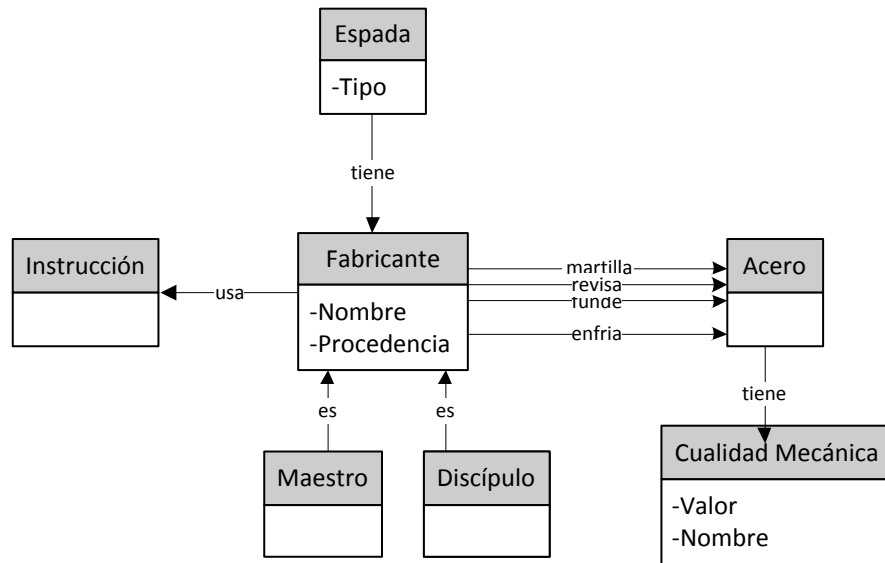 Espada
-Tipo
tiene
Instrucción
usa
Fabricante
-Nombre
-Procedencia
martilla
revisa
funde
enfria
Acero
es
es
tiene
Maestro
Discípulo
Cualidad Mecánica
-Valor
-Nombre